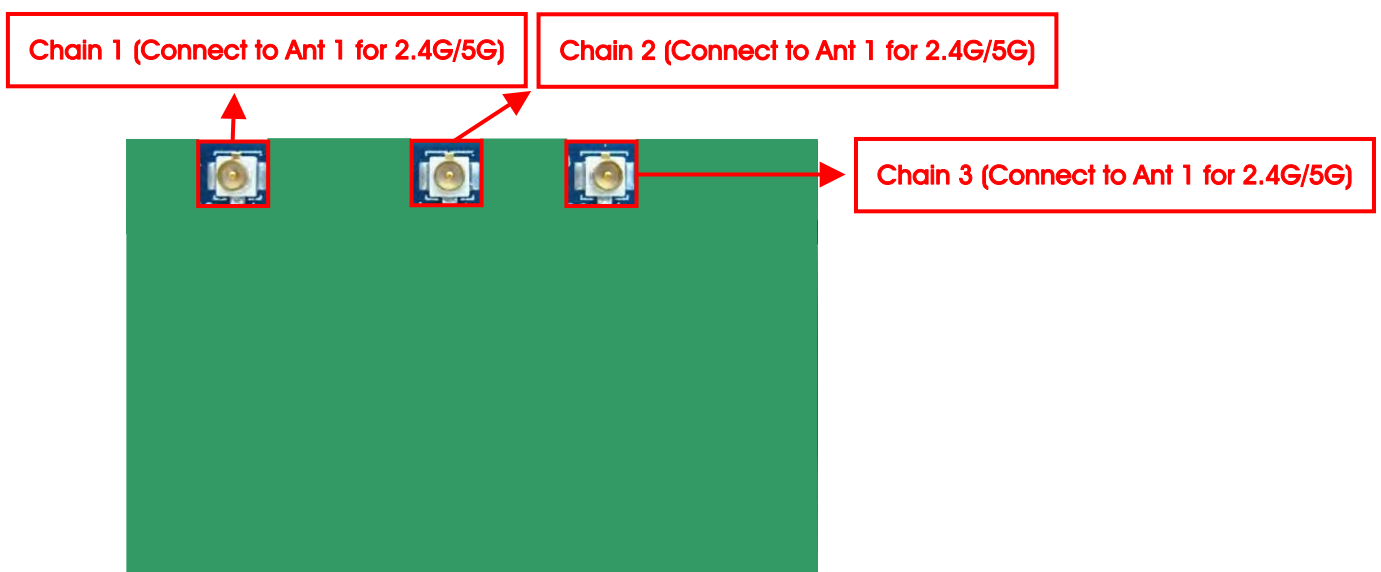 Chain 1 (Connect to Ant 1 for 2.4G/5G)
Chain 2 (Connect to Ant 1 for 2.4G/5G)
Chain 3 (Connect to Ant 1 for 2.4G/5G)